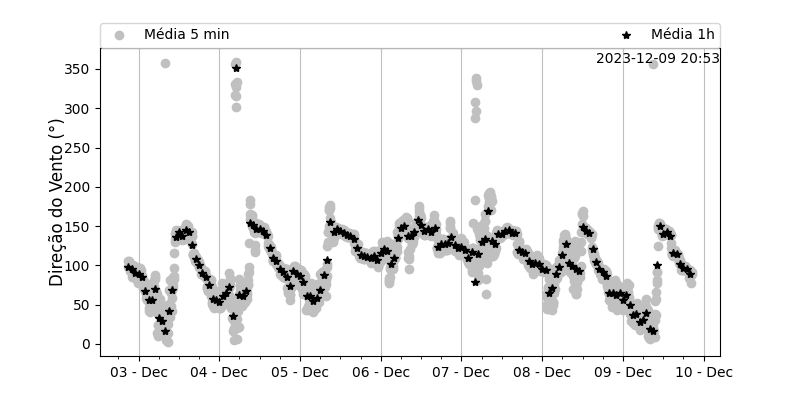 Média 5 min
Média 1h
2023-12-09 20:53
Direção do Vento (°)
350
300
250
200
150
100
50
0
03 - Dec
04 - Dec
05 - Dec
06 - Dec
07 - Dec
08 - Dec
09 - Dec
10 - Dec